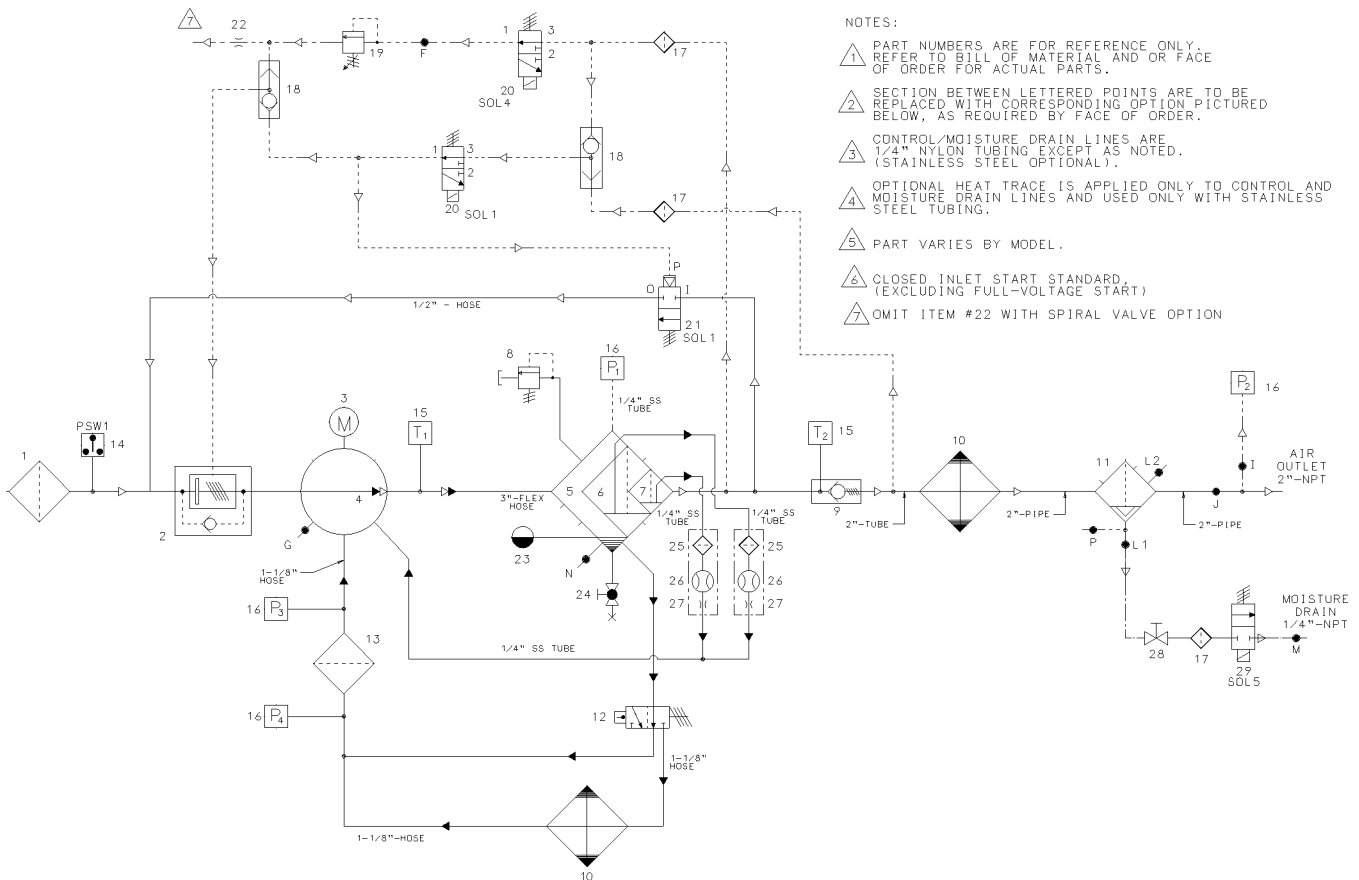 NOTES:
1 PART NUMBERS ARE FOR REFERENCE ONLY.
REFER TO BILL OF MATERIAL AND OR FACE
OF ORDER FOR ACTUAL PARTS.
2 SECTION BETWEEN LETTERED POINTS ARE TO BE
REPLACED WITH CORRESPONDING OPTION PICTURED
BELOW, AS REQUIRED BY FACE OF ORDER.
3 CONTROL/MOISTURE DRAIN LINES ARE
1/4" NYLON TUBING EXCEPT AS NOTED.
(STAINLESS STEEL OPTIONAL).
4 OPTIONAL HEAT TRACE IS APPLIED ONLY TO CONTROL AND
MOISTURE DRAIN LINES AND USED ONLY WITH STAINLESS
STEEL TUBING.
5 PART VARIES BY MODEL.
6 CLOSED INLET START STANDARD,
(EXCLUDING FULL-VOLTAGE START)
7 OMIT ITEM #22 WITH SPIRAL VALVE OPTION
7
22
19
F
1
3
2
20
SOL4
17
18
1
3
2
20
SOL1
18
17
P
O
I
21
SOL1
1/2" - HOSE
8
16
P1
1/4" SS
TUBE
P2
16
1
PSW1
14
3
M
15
T1
T2
15
10
11
L2
I
AIR
OUTLET
2"-NPT
2
4
G
3"-FLEX
HOSE
5
6
7
1/4" SS
TUBE
1/4" SS
TUBE
9
2"-TUBE
2"-PIPE
J
2"-PIPE
P
L1
23
N
24
25
25
26
26
27
27
1-1/8"
HOSE
16
P3
13
1/4" SS TUBE
MOISTURE
DRAIN
1/4"-NPT
28
17
29
SOL5
M
16
P4
12
1-1/8"
HOSE
1-1/8"-HOSE
10